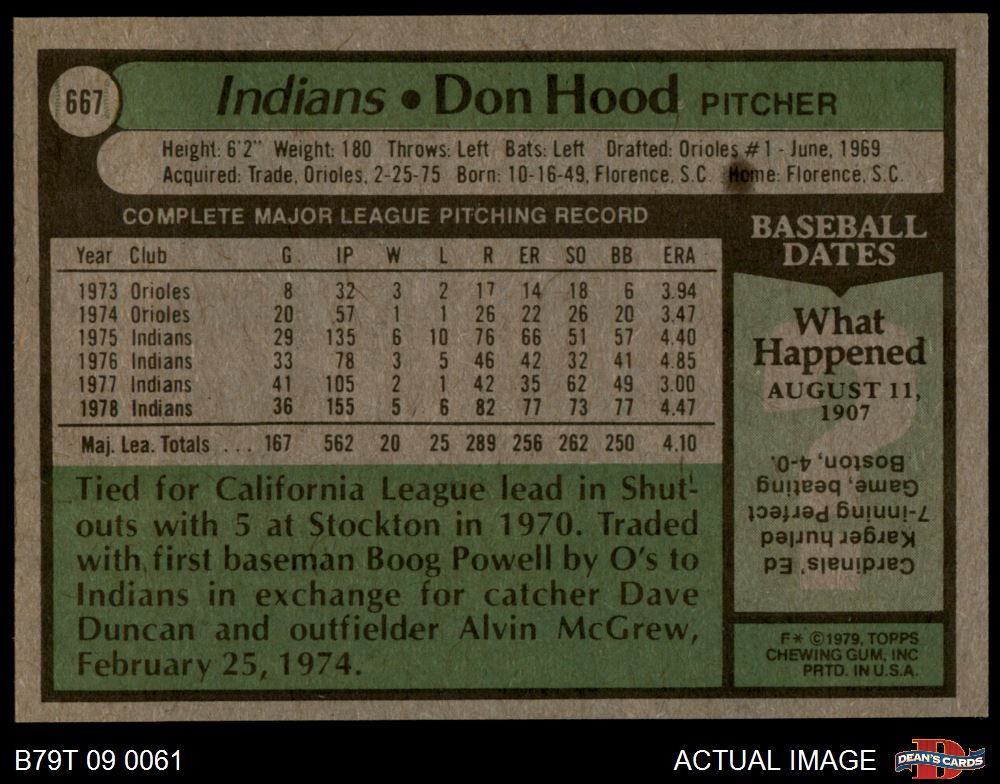 667
Indians • Don Hood PITCHER
Height: 6'2" Weight: 180 Throws: Left Bats: Left Drafted: Orioles #1 - June, 1969
Acquired: Trade, Orioles, 2-25-75 Born: 10-16-49, Florence, S.C. Home: Florence, S.C.
COMPLETE MAJOR LEAGUE PITCHING RECORD
Year Club G IP W L R ER SO BB ERA
1973 Orioles 8 32 3 2 17 14 18 6 3.94
1974 Orioles 20 57 1 1 26 22 26 20 3.47
1975 Indians 29 135 6 10 76 66 51 57 4.40
1976 Indians 33 78 3 5 46 42 32 41 4.85
1977 Indians 41 105 2 1 42 35 62 49 3.00
1978 Indians 36 155 5 6 82 77 73 77 4.47
Maj. Lea. Totals ... 167 562 20 25 289 256 262 250 4.10
Tied for California League lead in Shut-
outs with 5 at Stockton in 1970. Traded
with first baseman Boog Powell by O's to
Indians in exchange for catcher Dave
Duncan and outfielder Alvin McGrew,
February 25, 1974.
BASEBALL
DATES
What
Happened
AUGUST 11,
1907
Cardinals' Ed
Karger hurled
7-inning Perfect
Game, beating
Boston, 4-0.
F* ©1979, TOPPS
CHEWING GUM, INC
PRTD. IN U.S.A.
B79T 09 0061
ACTUAL IMAGE
D
DEAN'S CARDS